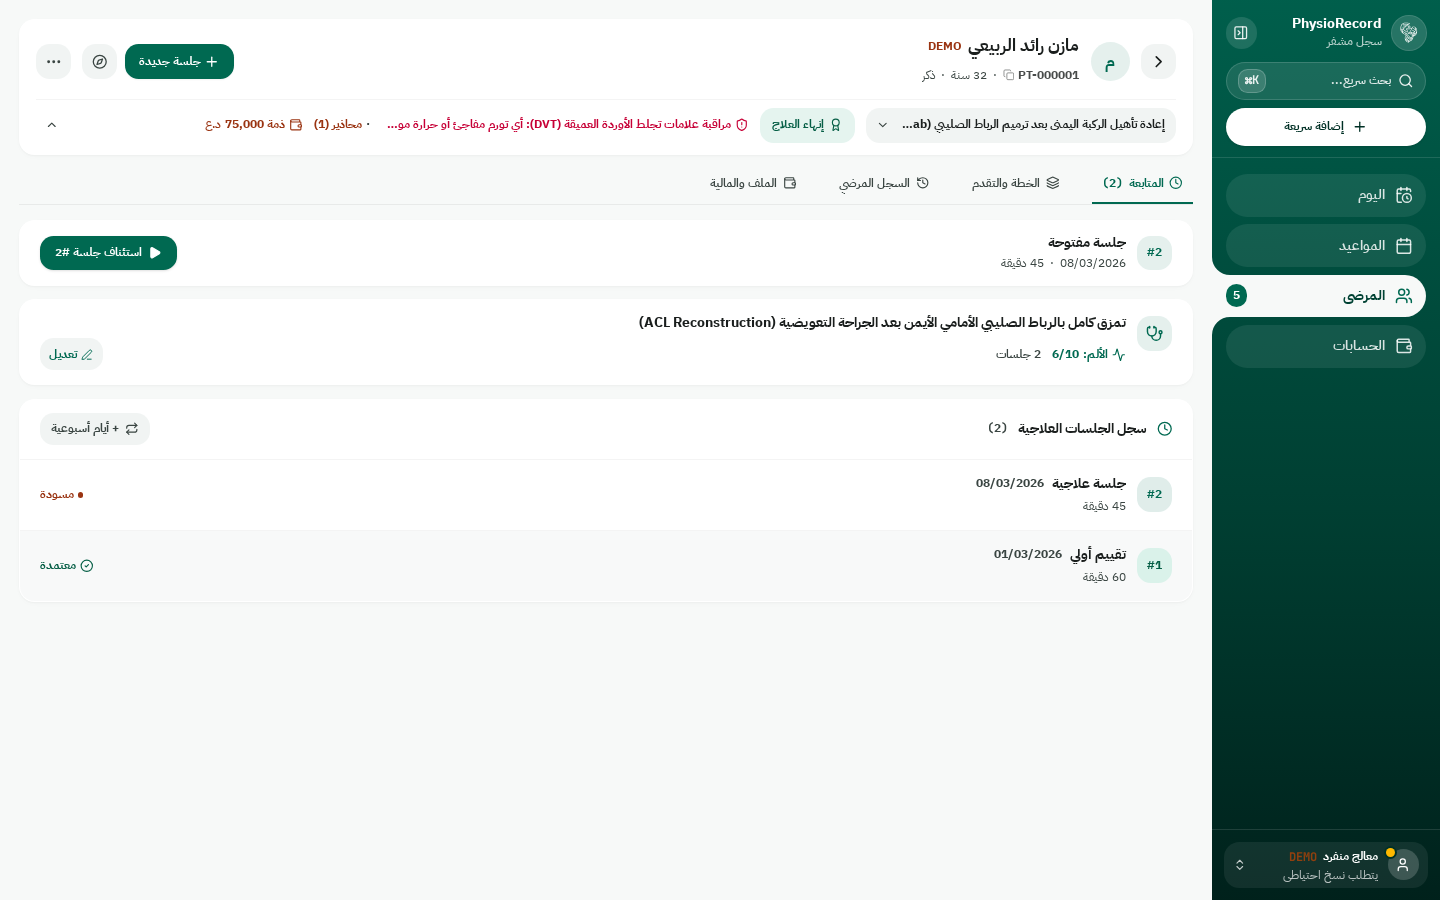 PhysioRecord
سجل مشفر
بحث سريع...
⌘K
إضافة سريعة
اليوم
المواعيد
المرضى
5
الحسابات
معالج منفرد DEMO
يتطلب نسخ احتياطي
مازن رائد الربيعي DEMO
م
PT-000001 · 32 سنة · ذكر
جلسة جديدة
إعادة تأهيل الركبة اليمنى بعد ترميم الرباط الصليبي (ab...
إنهاء العلاج
مراقبة علامات تجلط الأوردة العميقة (DVT): أي تورم مفاجئ أو حرارة مو...
· محاذير (1)
ذمة 75,000 د.ع
المتابعة (2)
الخطة والتقدم
السجل المرضي
الملف والمالية
#2
جلسة مفتوحة
08/03/2026 · 45 دقيقة
استئناف جلسة #2
تمزق كامل بالرباط الصليبي الأمامي الأيمن بعد الجراحة التعويضية (ACL Reconstruction)
الألم: 6/10
2 جلسات
تعديل
سجل الجلسات العلاجية (2)
+ أيام أسبوعية
#2
جلسة علاجية 08/03/2026
45 دقيقة
مسودة
#1
تقييم أولي 01/03/2026
60 دقيقة
معتمدة